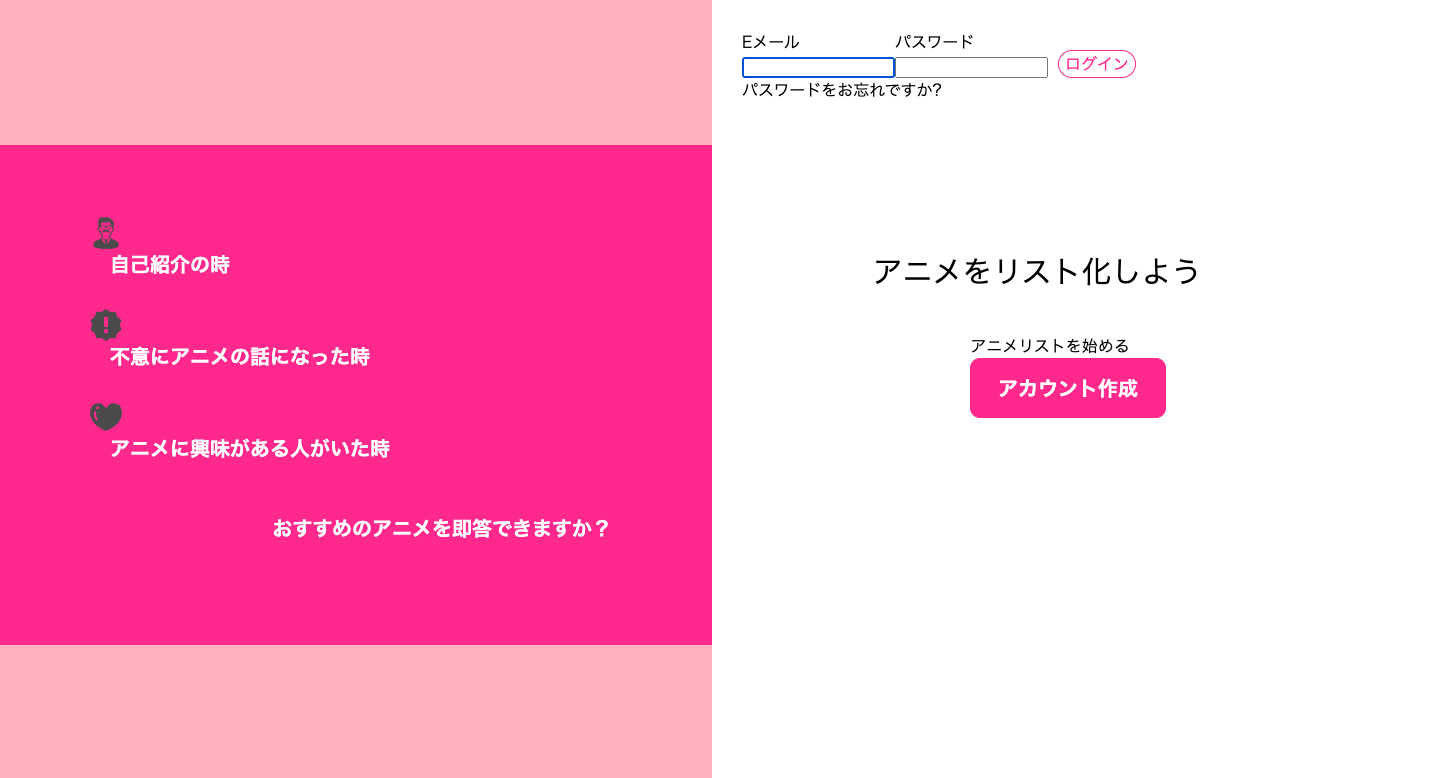 自己紹介の時
不意にアニメの話になった時
アニメに興味がある人がいた時
おすすめのアニメを即答できますか？
Eメール
パスワード
ログイン
パスワードをお忘れですか?
アニメをリスト化しよう
アニメリストを始める
アカウント作成